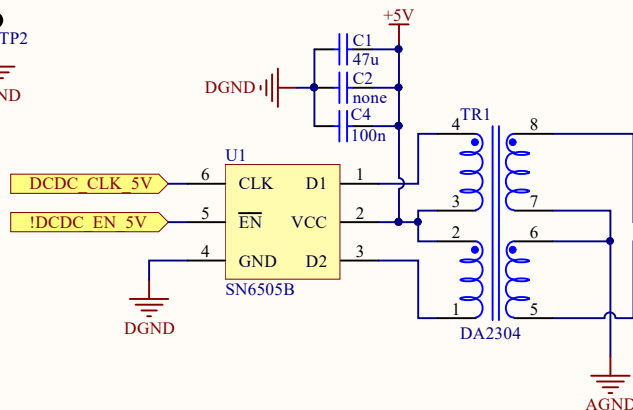 TP2
ND
+5V
C1
47u
DGND
C2
none
C4
100n
TR1
U1
4
8
DCDC_CLK_5V
6
CLK
D1
1
3
7
!DCDC_EN_5V
5
EN
VCC
2
2
6
4
GND
D2
3
1
5
SN6505B
DGND
DA2304
AGND